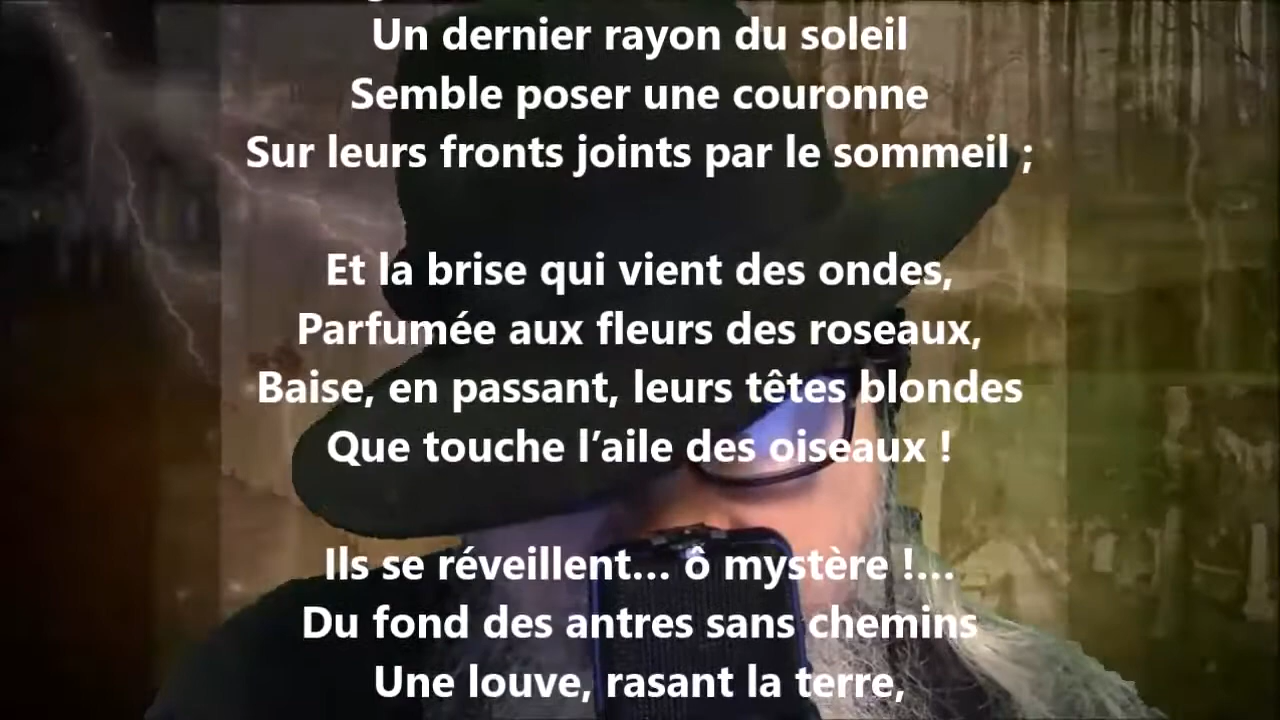 Un dernier rayon du soleil
Semble poser une couronne
Sur leurs fronts joints par le sommeil ;
Et la brise qui vient des ondes,
Parfumée aux fleurs des roseaux,
Baise, en passant, leurs têtes blondes
Que touche l’aile des oiseaux !
Ils se réveillent… ô mystère !…
Du fond des antres sans chemins
Une louve, rasant la terre,